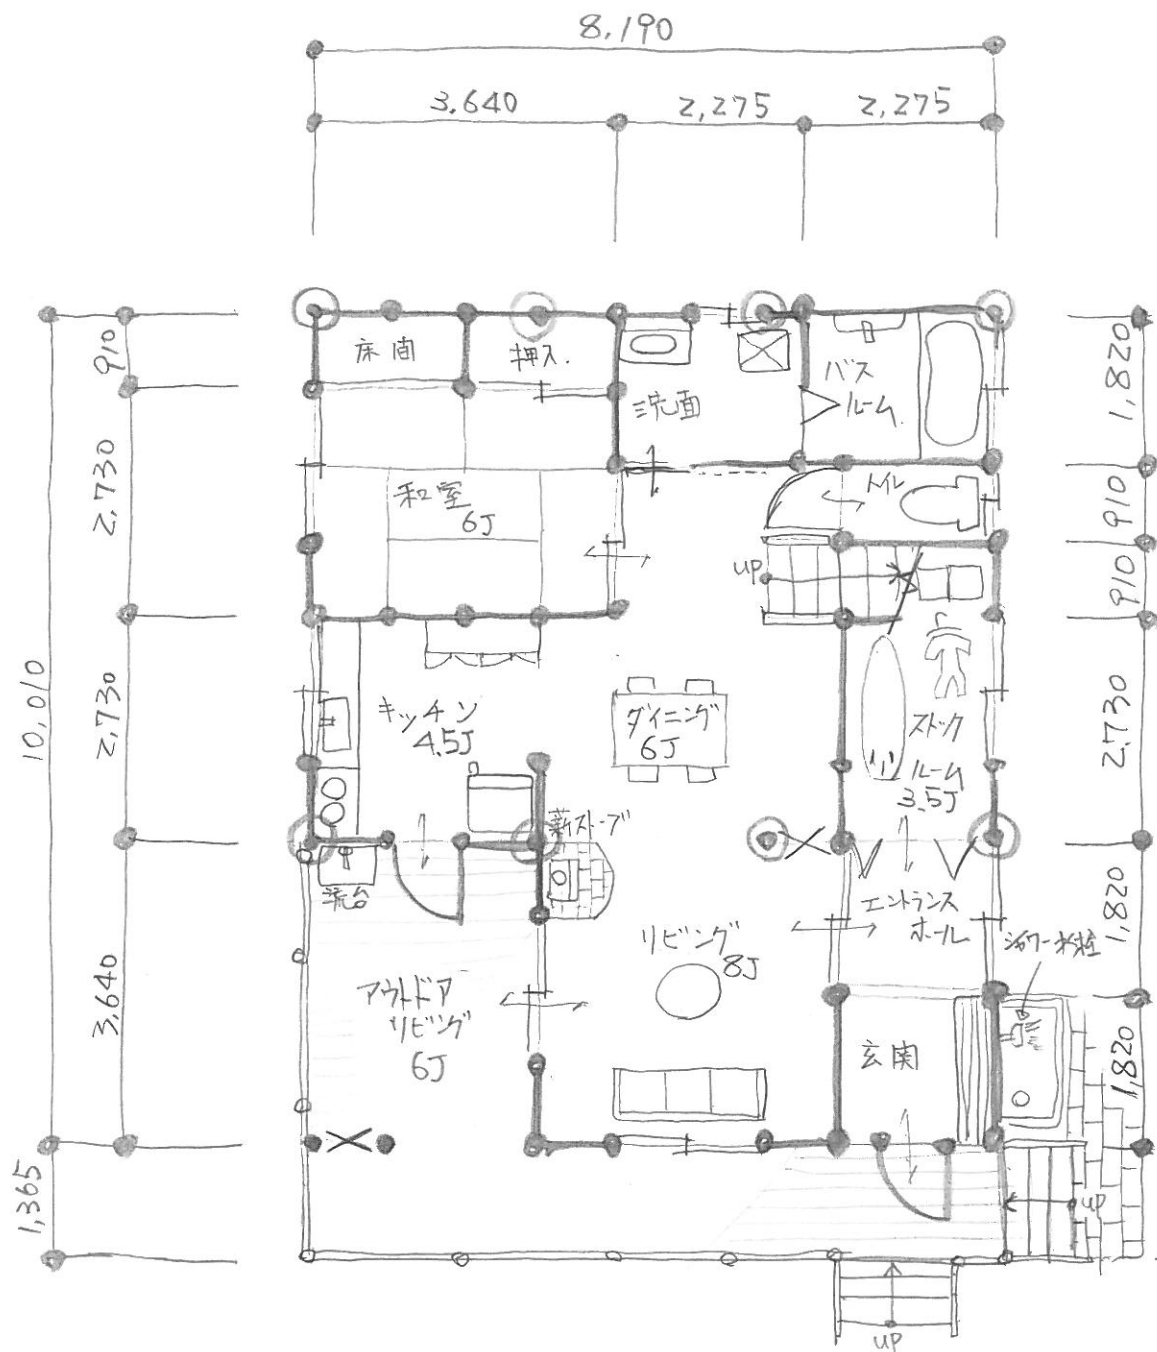 8,190
3,640
2,275
2,275
910
2,730
2,730
3,640
10,010
1,365
1,820
910
910
2,730
1,820
1,820
床間
押入.
洗面
バス
ルーム.
和室
6J
トイレ
UP
キッチン
4.5J
ダイニング
6J
ストック
ルーム
3.5J
薪ストーブ
流台
エントランス
ホール
シャワー水栓
リビング
8J
アウトドア
リビング
6J
玄関
UP
UP